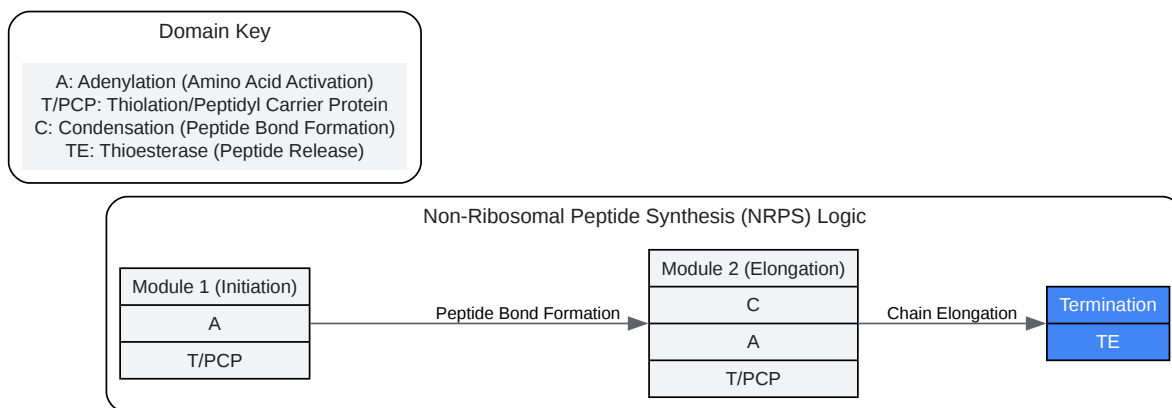 Domain Key
A: Adenylation (Amino Acid Activation)
T/PCP: Thiolation/Peptidyl Carrier Protein
C: Condensation (Peptide Bond Formation)
TE: Thioesterase (Peptide Release)
Non-Ribosomal Peptide Synthesis (NRPS) Logic
Module 1 (Initiation)
A
T/PCP
Peptide Bond Formation
Module 2 (Elongation)
C
A
T/PCP
Chain Elongation
Termination
TE